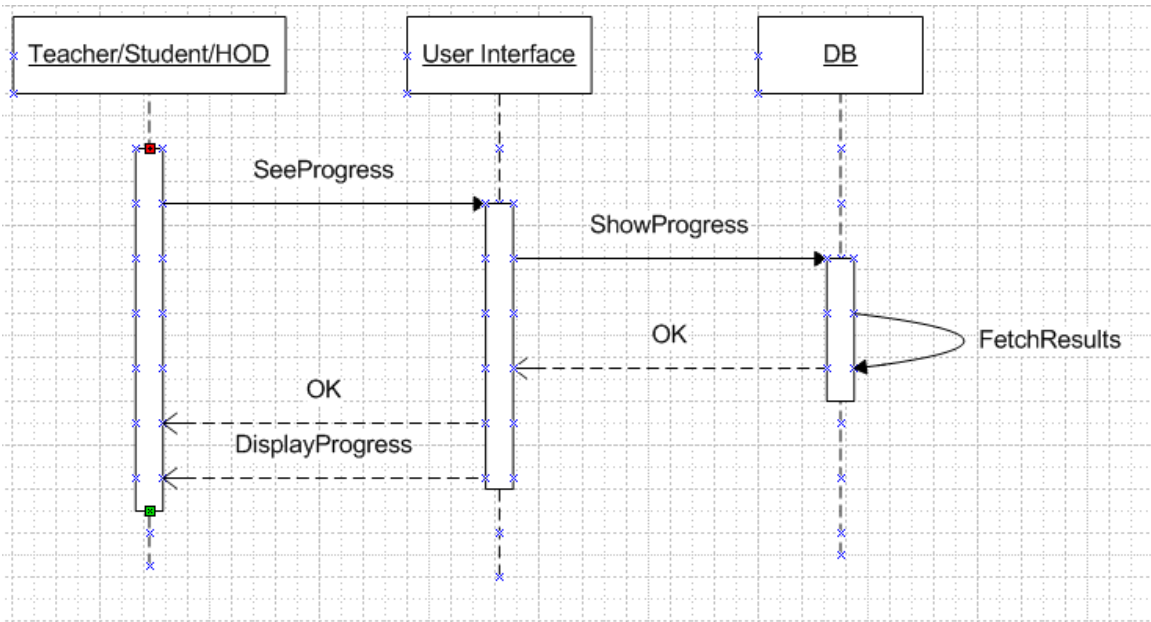 Teacher/Student/HOD
User Interface
DB
SeeProgress
ShowProgress
OK
FetchResults
OK
DisplayProgress